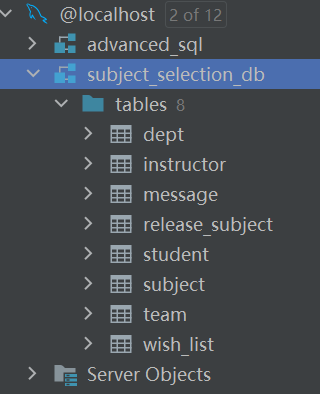 @localhost 2 of 12
advanced_sql
subject_selection_db
tables 8
dept
instructor
message
release_subject
student
subject
team
wish_list
Server Objects